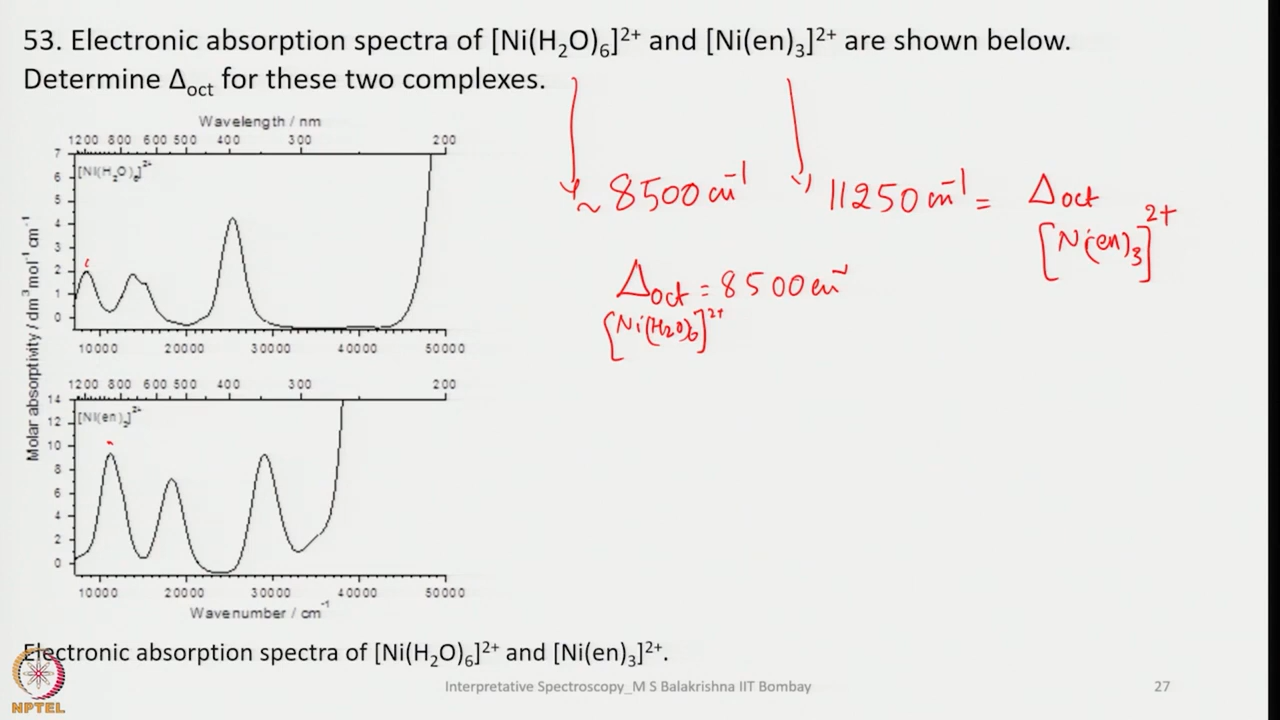 53. Electronic absorption spectra of [Ni(H₂O)₆]²⁺ and [Ni(en)₃]²⁺ are shown below.
Determine Δoct for these two complexes.
~ 8500 cm⁻¹
11250 cm⁻¹ = Δoct
[Ni(en)₃]²⁺
Δoct = 8500 cm⁻¹
[Ni(H₂O)₆]²⁺
Wavelength / nm
1200 800 600 500 400 300 200
7
[Ni(H₂O)₆]²⁺
6
5
4
3
2
1
0
10000 20000 30000 40000 50000
Molar absorptivity / dm³ mol⁻¹ cm⁻¹
1200 800 600 500 400 300 200
14
[Ni(en)₃]²⁺
12
10
8
6
4
2
0
10000 20000 30000 40000 50000
Wavenumber / cm⁻¹
Electronic absorption spectra of [Ni(H₂O)₆]²⁺ and [Ni(en)₃]²⁺.
NPTEL
Interpretative Spectroscopy_M S Balakrishna IIT Bombay
27